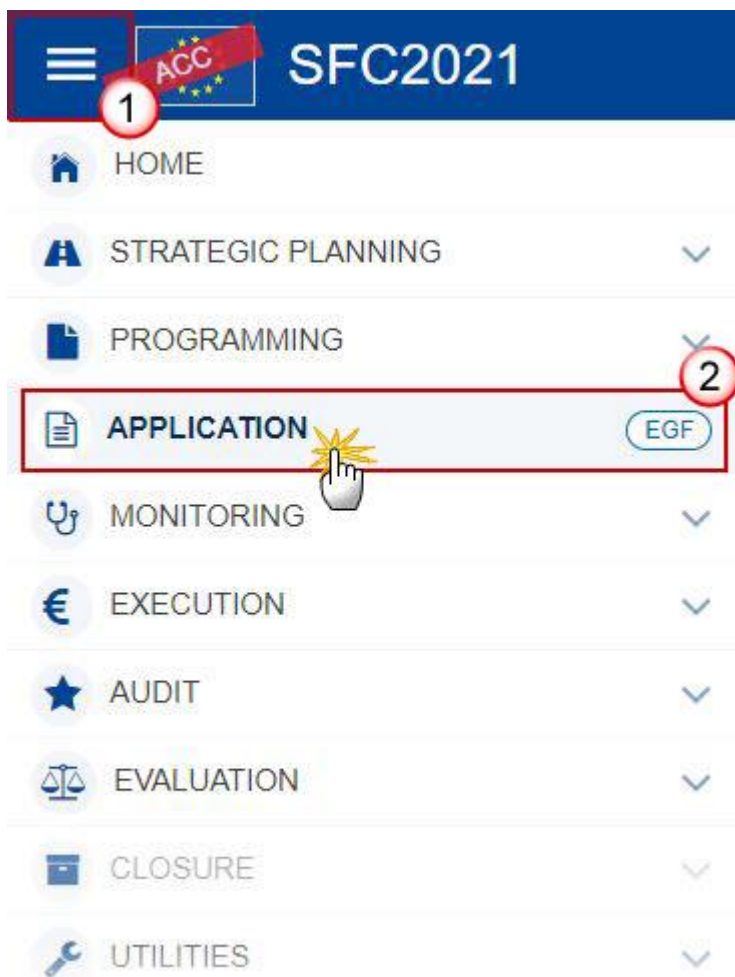 ACC SFC2021
1
HOME
STRATEGIC PLANNING
PROGRAMMING
2
APPLICATION EGF
MONITORING
€ EXECUTION
AUDIT
EVALUATION
CLOSURE
UTILITIES